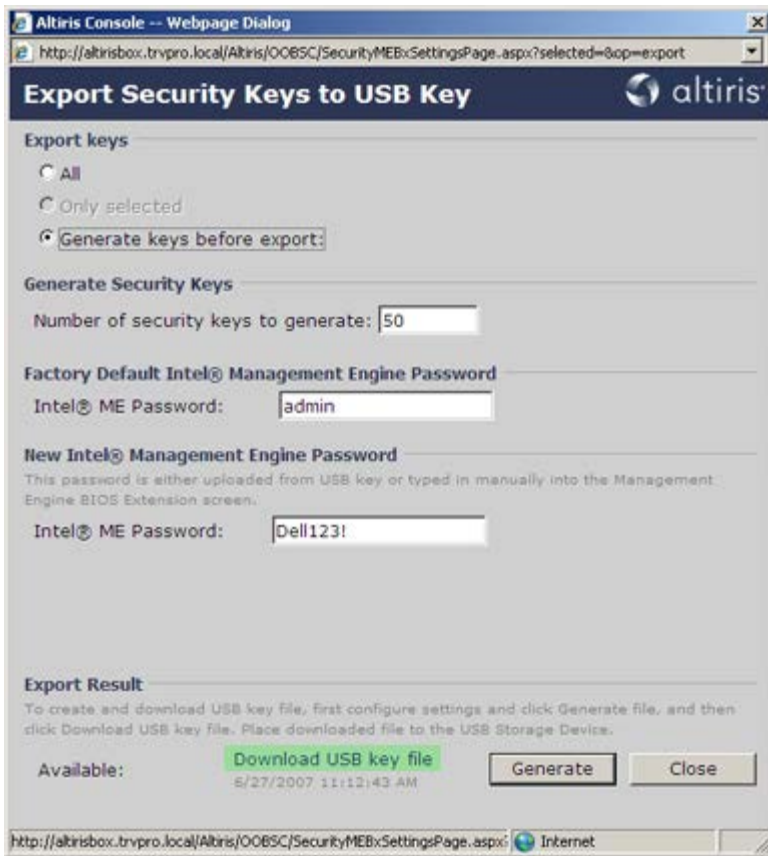 Altiris Console -- Webpage Dialog
http://altirisbox.trvpro.local/Altiris/OOBSC/SecurityMEBxSettingsPage.aspx?selected=&op=export
Export Security Keys to USB Key
altiris
Export keys
All
Only selected
Generate keys before export:
Generate Security Keys
Number of security keys to generate: 50
Factory Default Intel® Management Engine Password
Intel® ME Password: admin
New Intel® Management Engine Password
This password is either uploaded from USB key or typed in manually into the Management
Engine BIOS Extension screen.
Intel® ME Password: Dell123!
Export Result
To create and download USB key file, first configure settings and click Generate file, and then
click Download USB key file. Place downloaded file to the USB Storage Device.
Available: Download USB key file Generate Close
6/27/2007 11:12:43 AM
http://altirisbox.trvpro.local/Altiris/OOBSC/SecurityMEBxSettingsPage.aspx? Internet